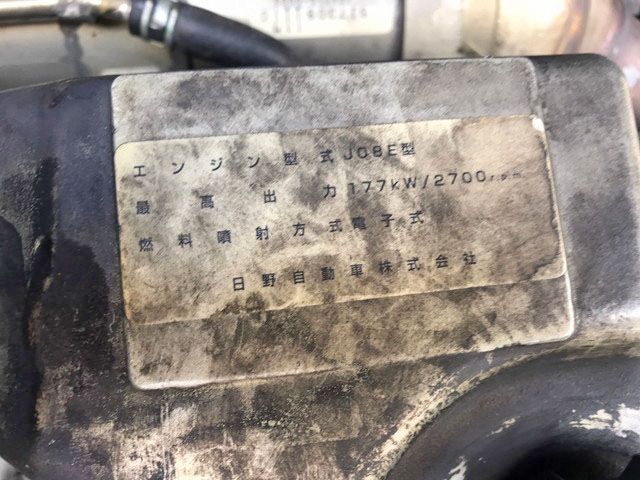 エンジン型式J08E型
最高出力177kW/2700r.p.m.
燃料噴射方式電子式
日野自動車株式会社